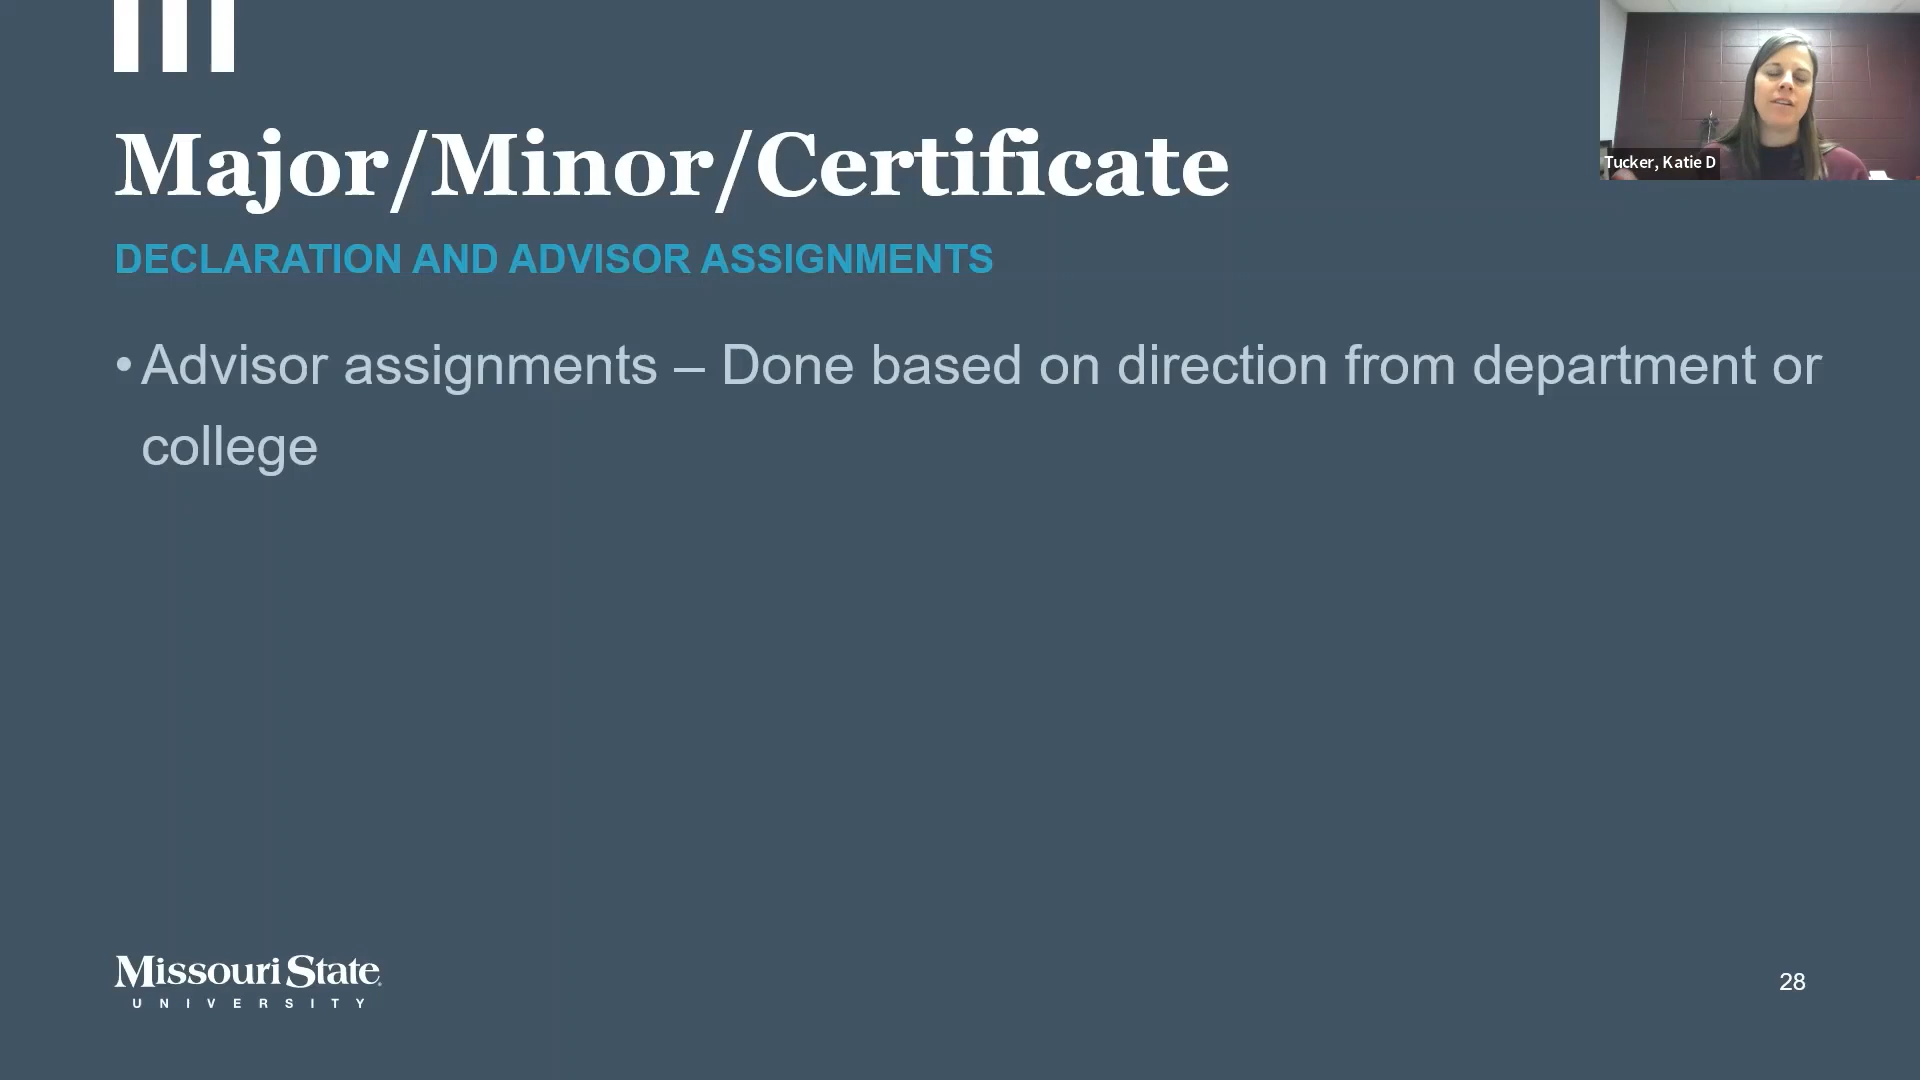 Major/Minor/Certificate
Tucker, Katie D
DECLARATION AND ADVISOR ASSIGNMENTS
• Advisor assignments – Done based on direction from department or
college
Missouri State®
UNIVERSITY
28